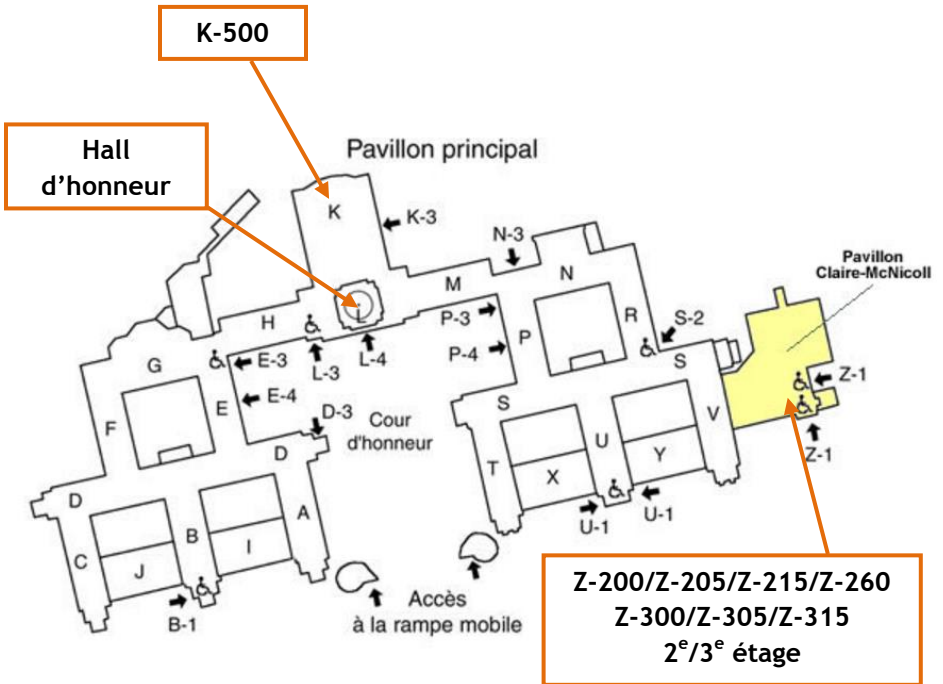 K-500
Hall
d’honneur
Pavillon principal
K
K-3
N-3
Pavillon
Claire-McNicoll
M
N
H
L
P-3
R
S-2
P
P-4
G
E-3
L-3
L-4
S
Z-1
E
E-4
S
V
D-3
Cour
d'honneur
F
D
U
Z-1
T
X
Y
D
A
B
U-1
U-1
C
J
I
Z-200/Z-205/Z-215/Z-260
Z-300/Z-305/Z-315
2e/3e étage
Accès
à la rampe mobile
B-1